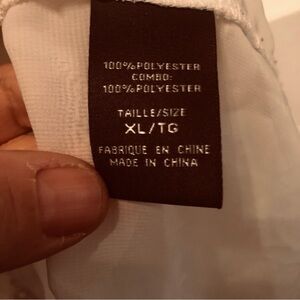 100%POLYESTER
COMBO:
100%POLYESTER
TAILLE/SIZE
XL/TG
FABRIQUE EN CHINE
MADE IN CHINA